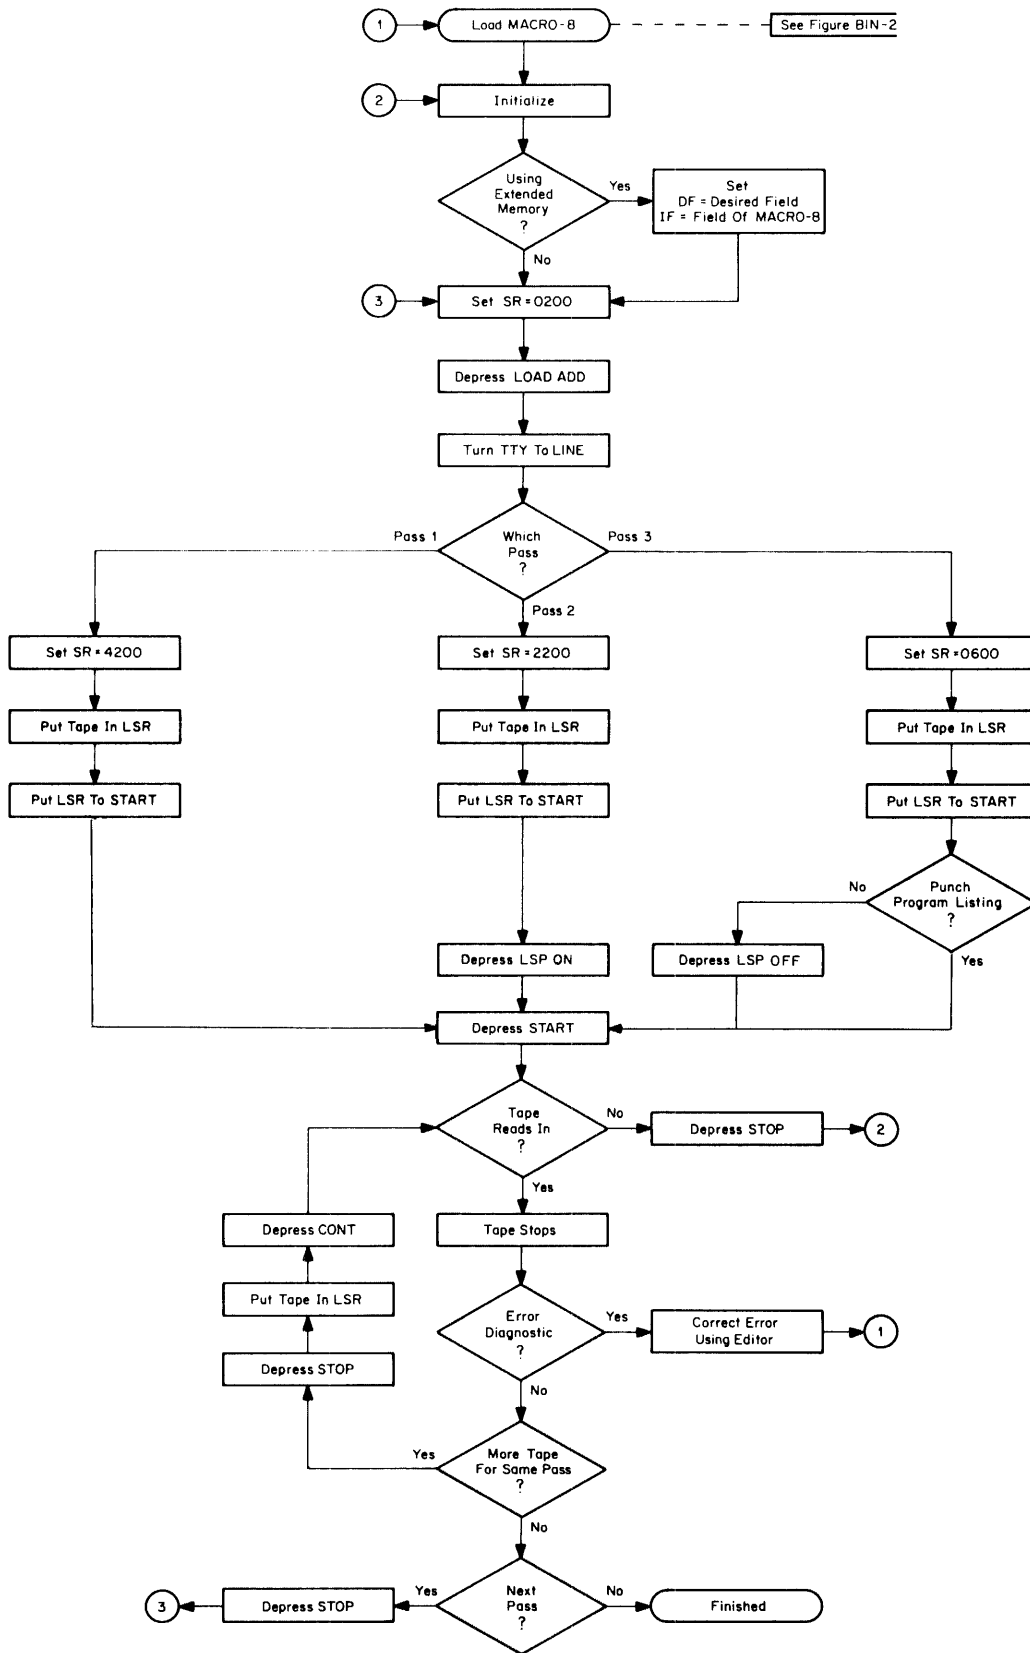 1
Load MACRO-8
See Figure BIN-2
2
Initialize
Using
Extended
Memory
?
Yes
Set
DF = Desired Field
IF = Field Of MACRO-8
No
3
Set SR = 0200
Depress LOAD ADD
Turn TTY To LINE
Pass 1
Which
Pass
?
Pass 3
Pass 2
Set SR = 4200
Set SR = 2200
Set SR = 0600
Put Tape In LSR
Put Tape In LSR
Put Tape In LSR
Put LSR To START
Put LSR To START
Put LSR To START
No
Punch
Program Listing
?
Yes
Depress LSP ON
Depress LSP OFF
Depress START
Tape
Reads In
?
No
Depress STOP
2
Yes
Depress CONT
Tape Stops
Put Tape In LSR
Error
Diagnostic
?
Yes
Correct Error
Using Editor
1
Depress STOP
No
Yes
More Tape
For Same Pass
?
No
3
Depress STOP
Yes
Next
Pass
?
No
Finished